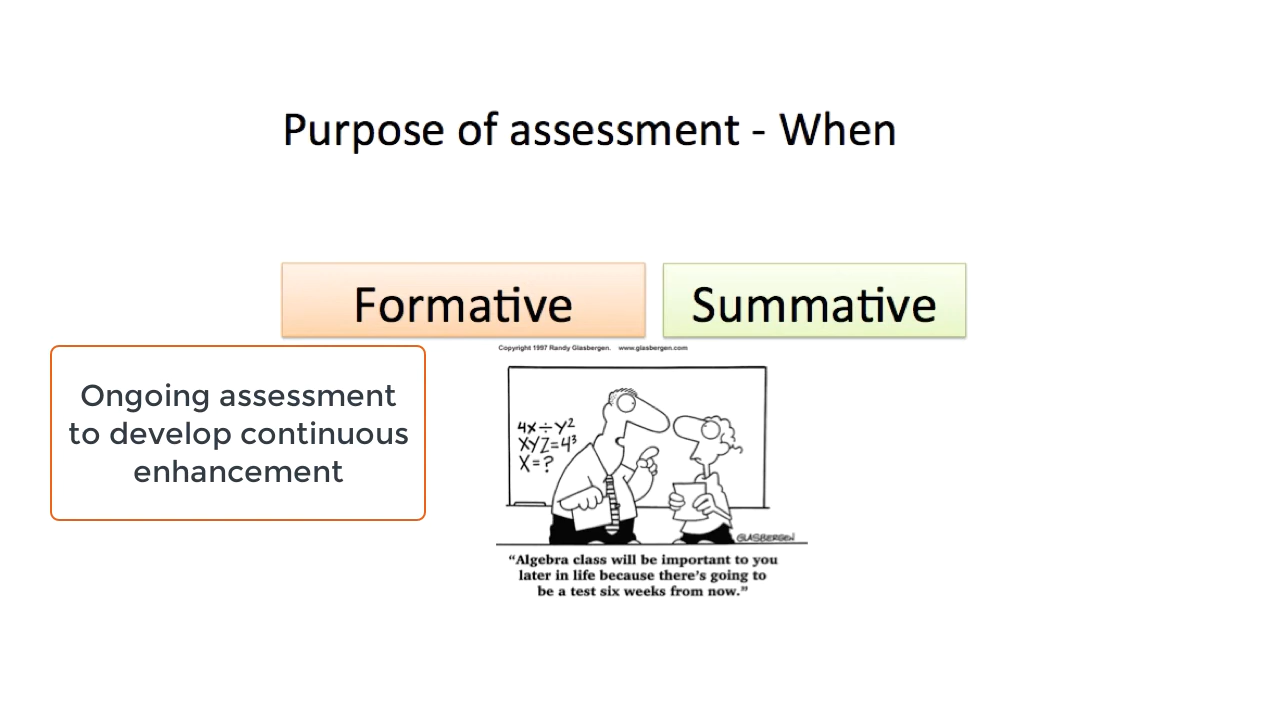 Purpose of assessment - When
Formative
Summative
Copyright 1997 Randy Glasbergen. www.glasbergen.com
Ongoing assessment
to develop continuous
enhancement
4x÷y²
XYZ=4³
X=?
GLASBERGEN
“Algebra class will be important to you
later in life because there’s going to
be a test six weeks from now.”